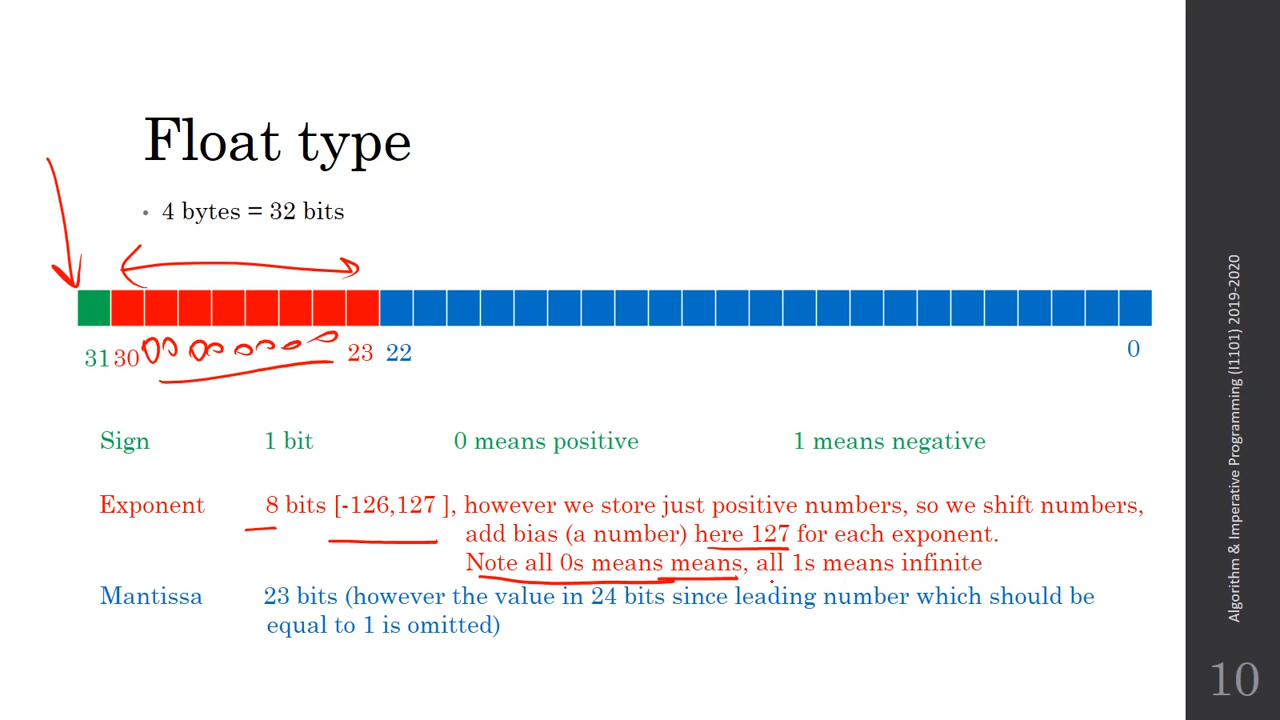 Float type
• 4 bytes = 32 bits
00 00 0000
31 30 23 22 0
Sign 1 bit 0 means positive 1 means negative
Exponent 8 bits [-126,127 ], however we store just positive numbers, so we shift numbers,
add bias (a number) here 127 for each exponent.
Note all 0s means means, all 1s means infinite
Mantissa 23 bits (however the value in 24 bits since leading number which should be
equal to 1 is omitted)
Algorithm & Imperative Programming (I1101) 2019-2020
10